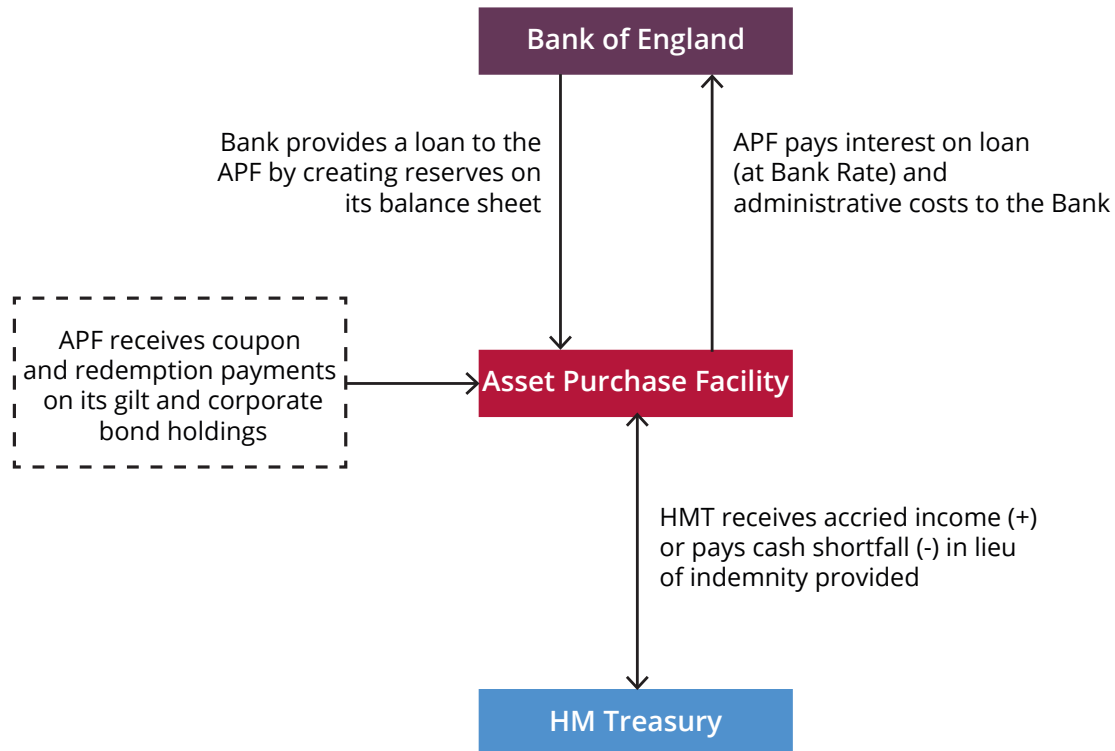 Bank of England
Bank provides a loan to the
APF by creating reserves on
its balance sheet
APF pays interest on loan
(at Bank Rate) and
administrative costs to the Bank
APF receives coupon
and redemption payments
on its gilt and corporate
bond holdings
Asset Purchase Facility
HMT receives accried income (+)
or pays cash shortfall (-) in lieu
of indemnity provided
HM Treasury